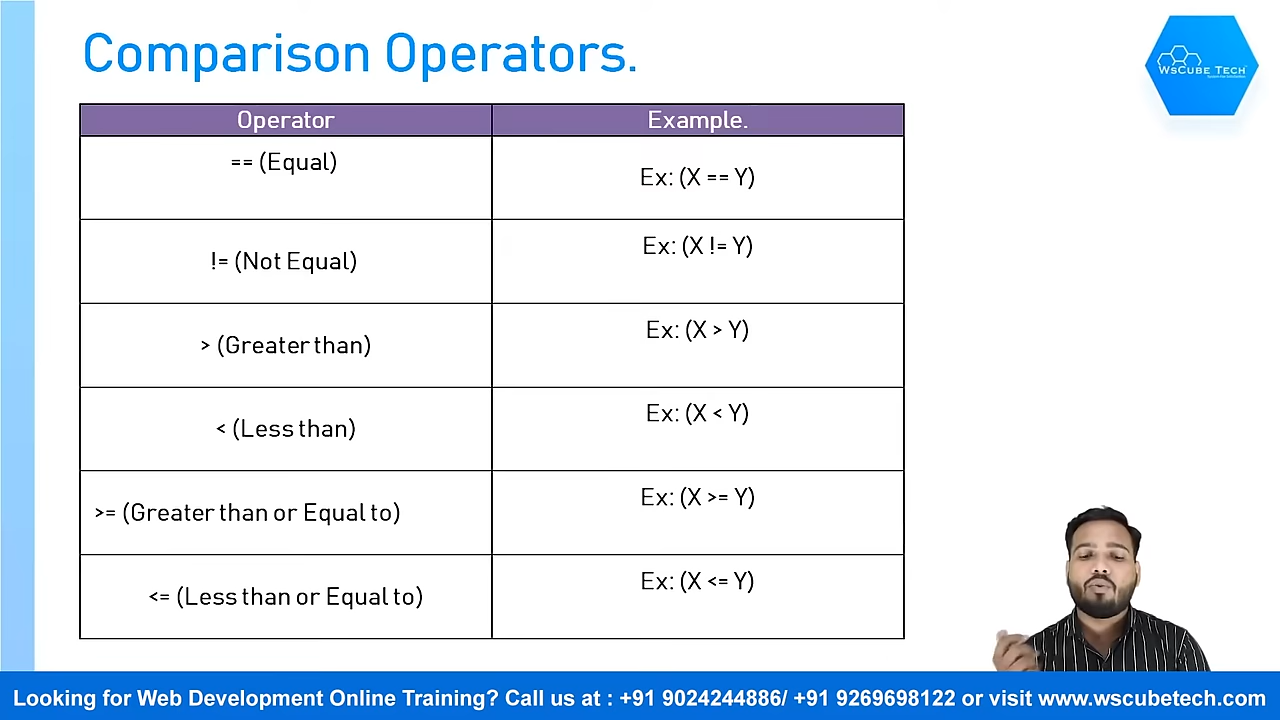 Comparison Operators.
WsCube Tech
Operator Example.
== (Equal) Ex: (X == Y)
!= (Not Equal) Ex: (X != Y)
> (Greater than) Ex: (X > Y)
< (Less than) Ex: (X < Y)
>= (Greater than or Equal to) Ex: (X >= Y)
<= (Less than or Equal to) Ex: (X <= Y)
Looking for Web Development Online Training? Call us at : +91 9024244886/ +91 9269698122 or visit www.wscubetech.com